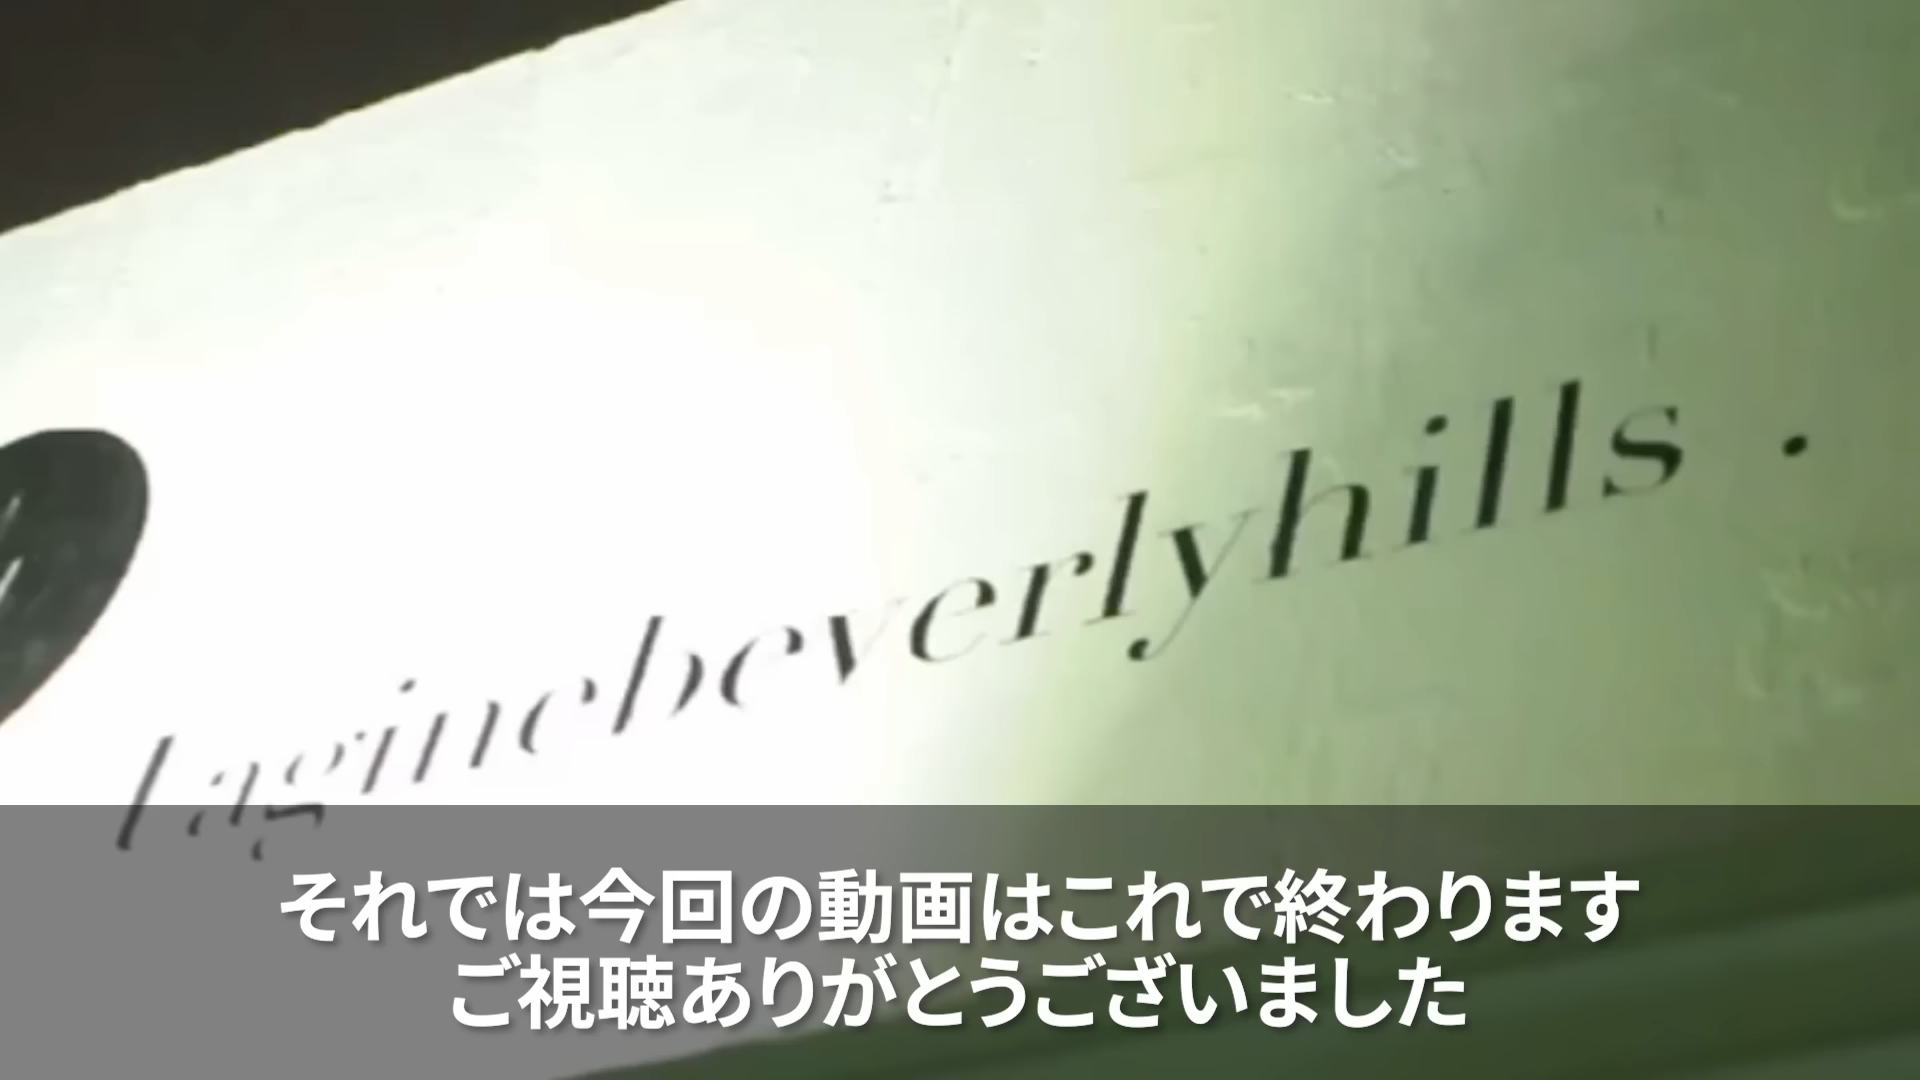 laginebeverlyhills .
それでは今回の動画はこれで終わります
ご視聴ありがとうございました